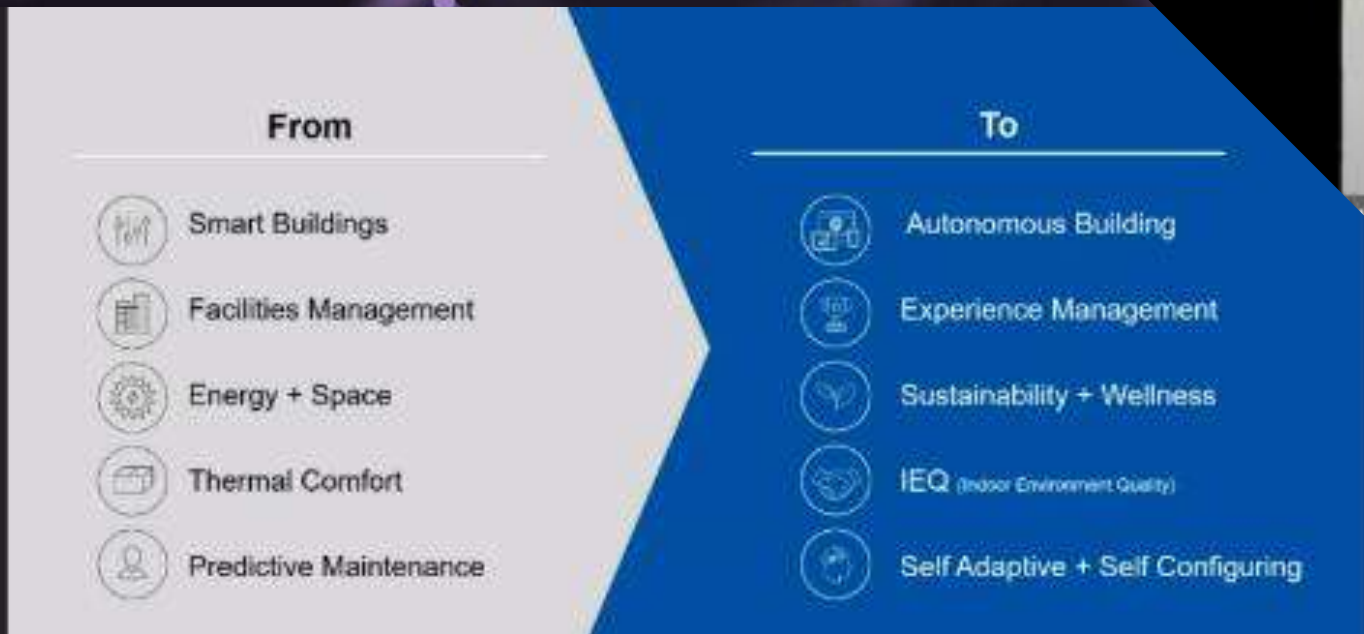 From
Smart Buildings
Facilities Management
Energy + Space
Thermal Comfort
Predictive Maintenance
To
Autonomous Building
Experience Management
Sustainability + Wellness
IEQ (Indoor Environment Quality)
Self Adaptive + Self Configuring